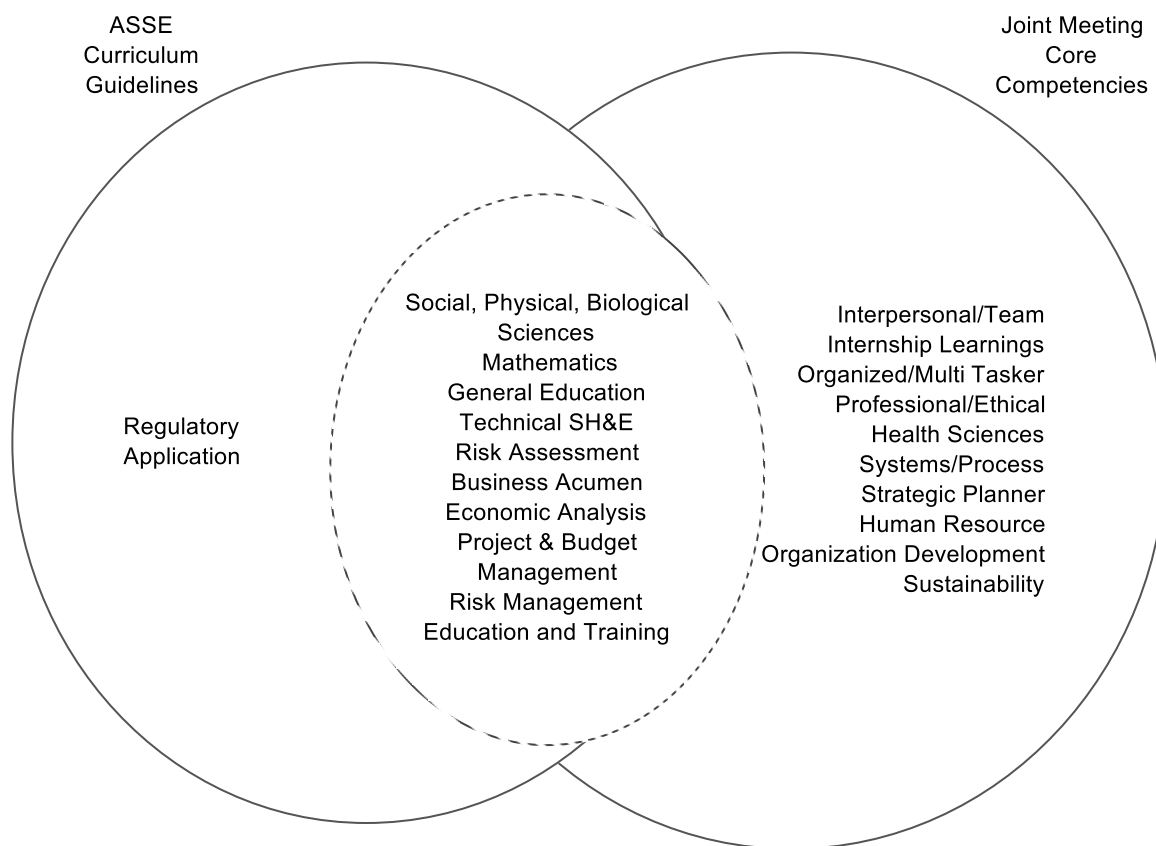 ASSE
Curriculum
Guidelines
Joint Meeting
Core
Competencies
Regulatory
Application
Social, Physical, Biological
Sciences
Mathematics
General Education
Technical SH&E
Risk Assessment
Business Acumen
Economic Analysis
Project & Budget
Management
Risk Management
Education and Training
Interpersonal/Team
Internship Learnings
Organized/Multi Tasker
Professional/Ethical
Health Sciences
Systems/Process
Strategic Planner
Human Resource
Organization Development
Sustainability